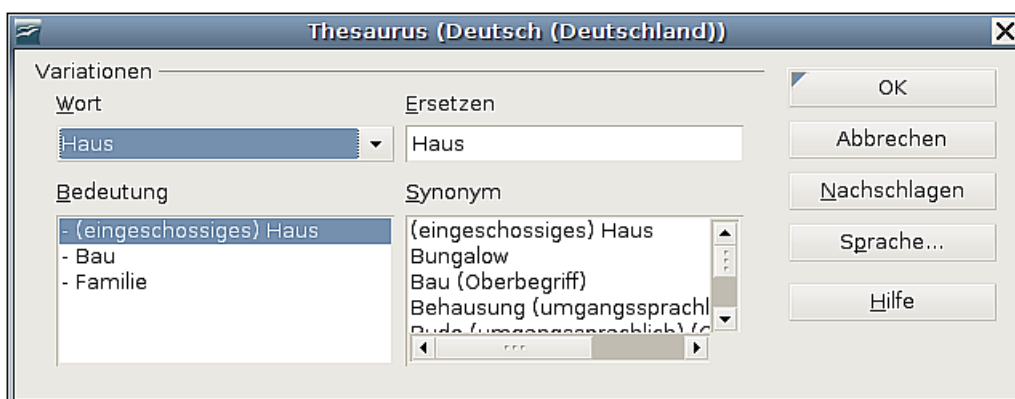 Thesaurus (Deutsch (Deutschland))
Variationen
Wort
Ersetzen
Haus
Haus
Bedeutung
Synonym
- (eingeschossiges) Haus
- Bau
- Familie
(eingeschossiges) Haus
Bungalow
Bau (Oberbegriff)
Behausung (umgangssprachl
OK
Abbrechen
Nachschlagen
Sprache...
Hilfe